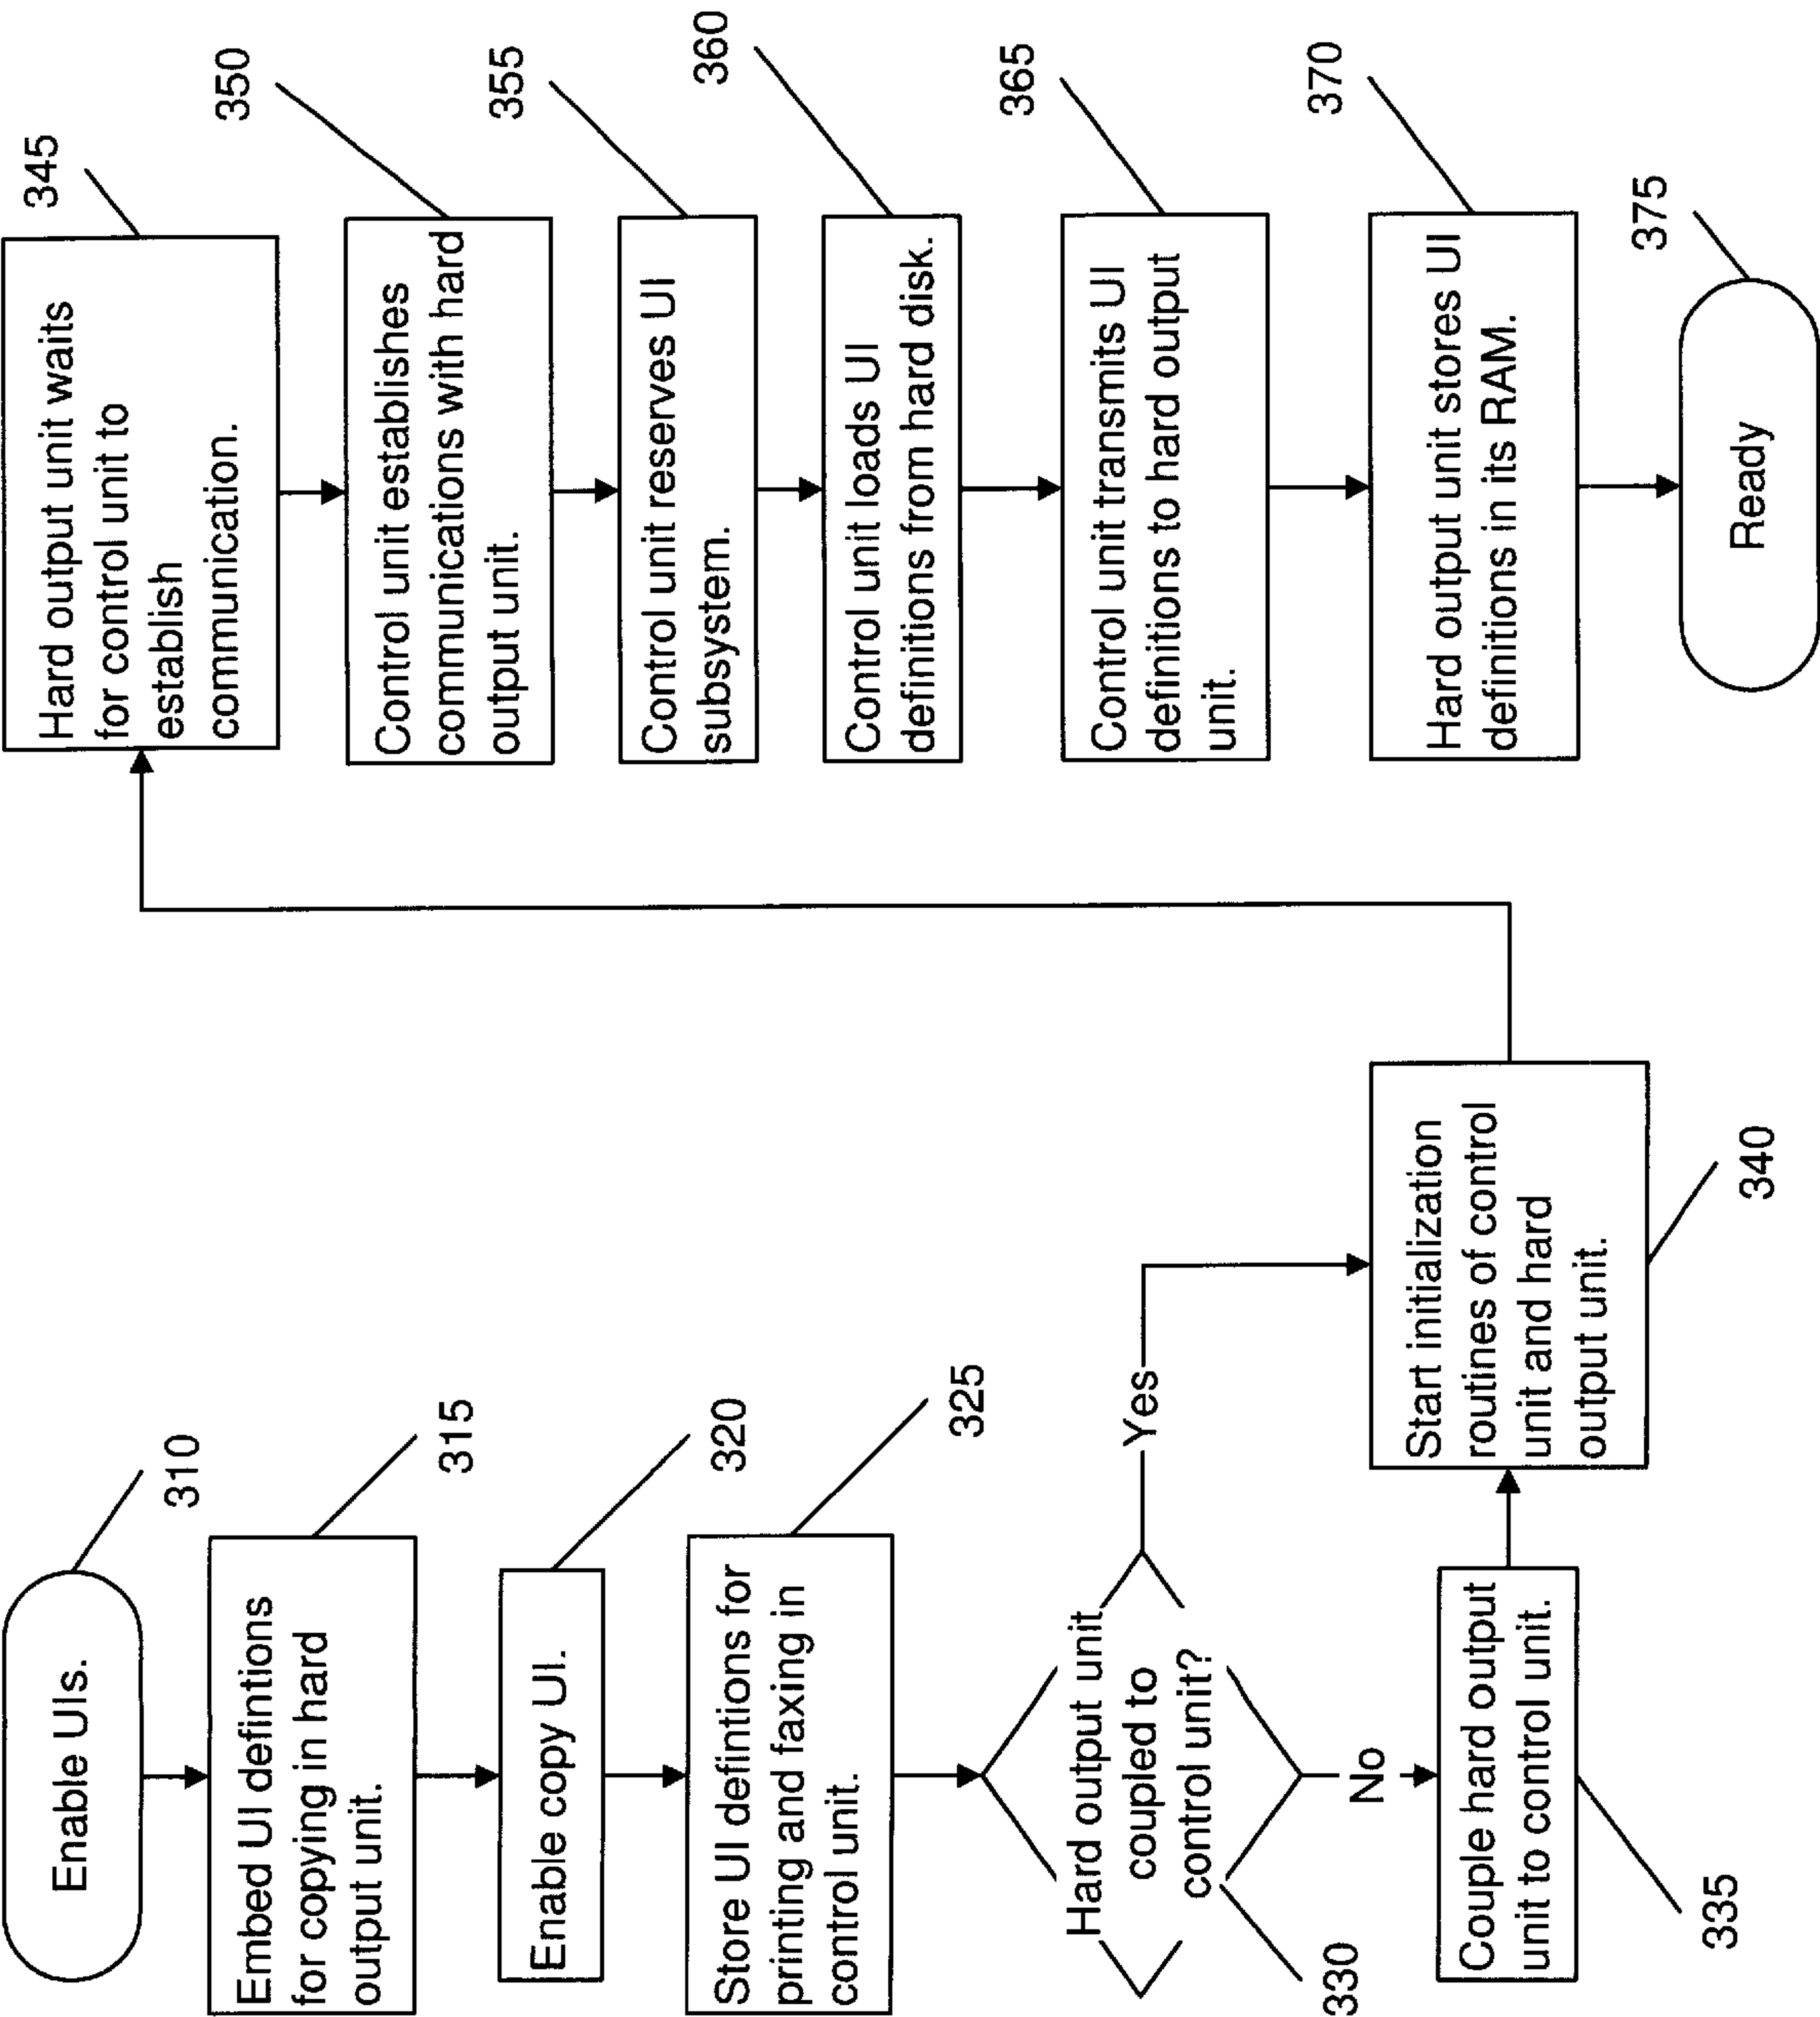 Enable UIs.
310
Embed UI defintions
for copying in hard
output unit.
315
Enable copy UI.
320
Store UI defintions for
printing and faxing in
control unit.
325
Hard output unit
coupled to
control unit?
330
Yes
No
Couple hard output
unit to control unit.
335
Start initialization
routines of control
unit and hard
output unit.
340
Hard output unit waits
for control unit to
establish
communication.
345
Control unit establishes
communications with hard
output unit.
350
Control unit reserves UI
subsystem.
355
Control unit loads UI
definitions from hard disk.
360
Control unit transmits UI
definitions to hard output
unit.
365
Hard output unit stores UI
definitions in its RAM.
370
Ready
375